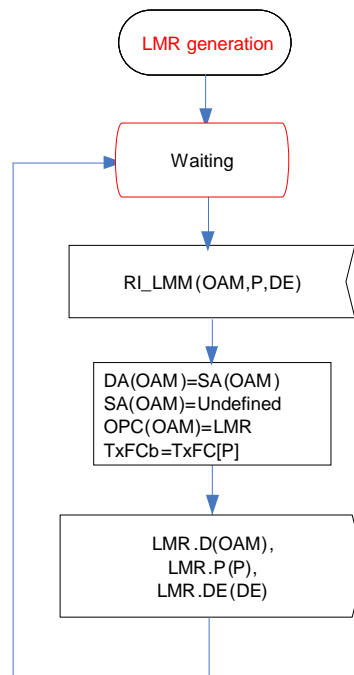 LMR generation
Waiting
RI_LMM(OAM,P,DE)
DA(OAM)=SA(OAM)
SA(OAM)=Undefined
OPC(OAM)=LMR
TxFCb=TxFC[P]
LMR.D(OAM),
LMR.P(P),
LMR.DE(DE)